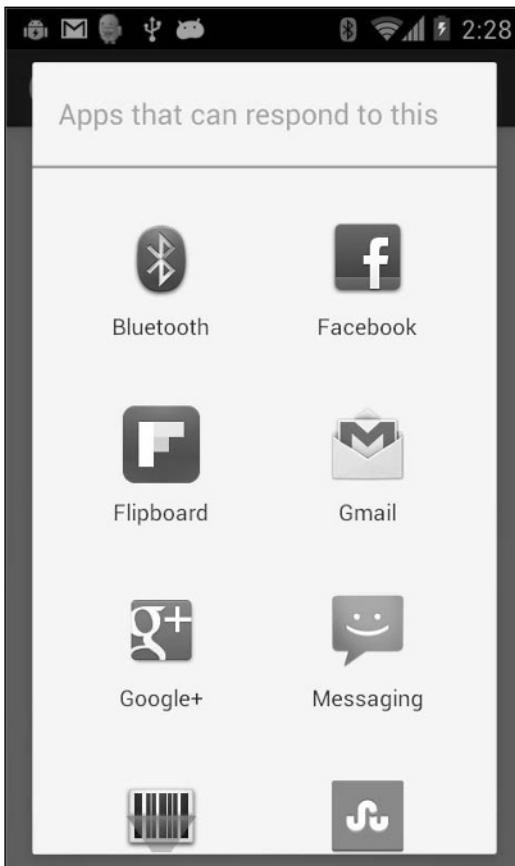 2:28
Apps that can respond to this
Bluetooth
Facebook
Flipboard
Gmail
Google+
Messaging